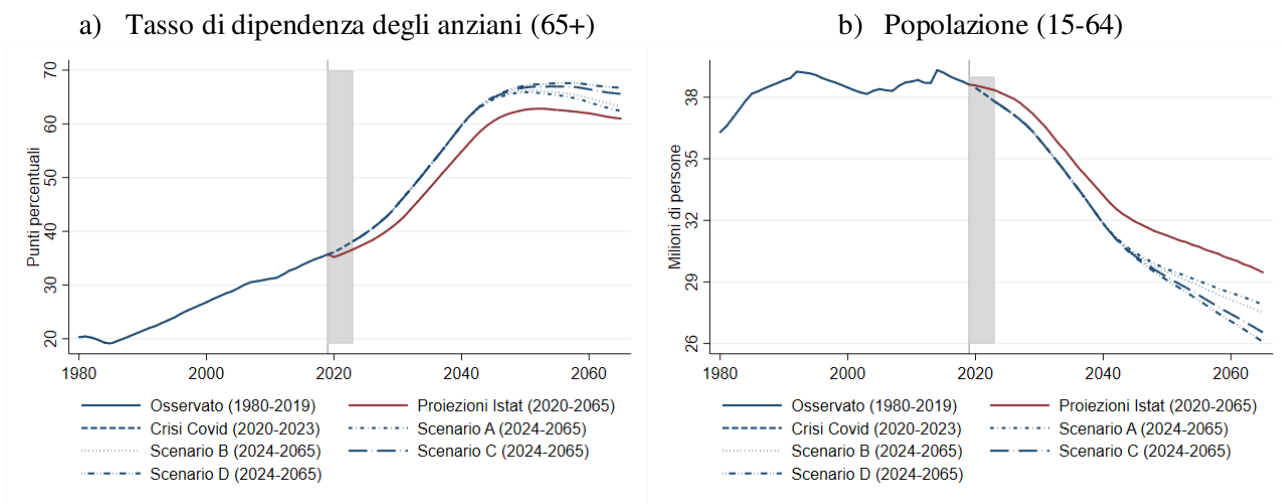 a) Tasso di dipendenza degli anziani (65+)
Punti percentuali
70
60
50
40
30
20
1980
2000
2020
2040
2060
Osservato (1980-2019)
Proiezioni Istat (2020-2065)
Crisi Covid (2020-2023)
Scenario A (2024-2065)
Scenario B (2024-2065)
Scenario C (2024-2065)
Scenario D (2024-2065)
b) Popolazione (15-64)
Milioni di persone
38
35
32
29
26
1980
2000
2020
2040
2060
Osservato (1980-2019)
Proiezioni Istat (2020-2065)
Crisi Covid (2020-2023)
Scenario A (2024-2065)
Scenario B (2024-2065)
Scenario C (2024-2065)
Scenario D (2024-2065)